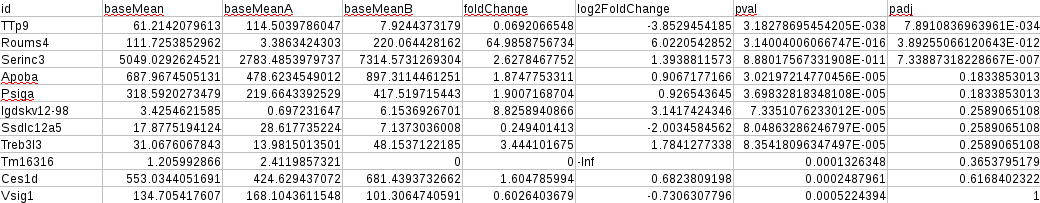 id baseMean baseMeanA baseMeanB foldChange log2FoldChange pval padj
TTp9 61.2142079613 114.5039786047 7.9244373179 0.0692066548 -3.8529454185 3.18278695454205E-038 7.8910836963961E-034
Roums4 111.7253852962 3.3863424303 220.064428162 64.9858756734 6.0220542852 3.14004006066747E-016 3.89255066120643E-012
Serinc3 5049.0292624521 2783.4853979737 7314.5731269304 2.6278467752 1.3938811573 8.88017567331908E-011 7.33887318228667E-007
Apoba 687.9674505131 478.6234549012 897.3114461251 1.8747753311 0.9067177166 3.02197214770956E-005 0.1833853013
Psiga 318.5920273479 219.6643392529 417.519715443 1.9007168704 0.926543645 3.69832818348108E-005 0.1833853013
Igdskv12-98 3.4254621585 0.697231647 6.1536926701 8.8258940866 3.1417424346 7.3351076233012E-005 0.2589065108
Ssdlc12a5 17.8775194124 28.617735224 7.1373036008 0.249401413 -2.0034584562 8.04863286246797E-005 0.2589065108
Treb3l3 31.0676067843 13.9815013501 48.1537122185 3.444101675 1.7841277338 8.35418096347497E-005 0.2589065108
Tm16316 1.205992866 2.4119857321 0 0 -Inf 0.0001326348 0.3653795179
Ces1d 553.0344051691 424.629437072 681.4393732662 1.604785994 0.6823809198 0.0002487961 0.6168402322
Vsig1 134.705417607 168.1043611548 101.3064740591 0.6026403679 -0.7306307796 0.0005224394 1